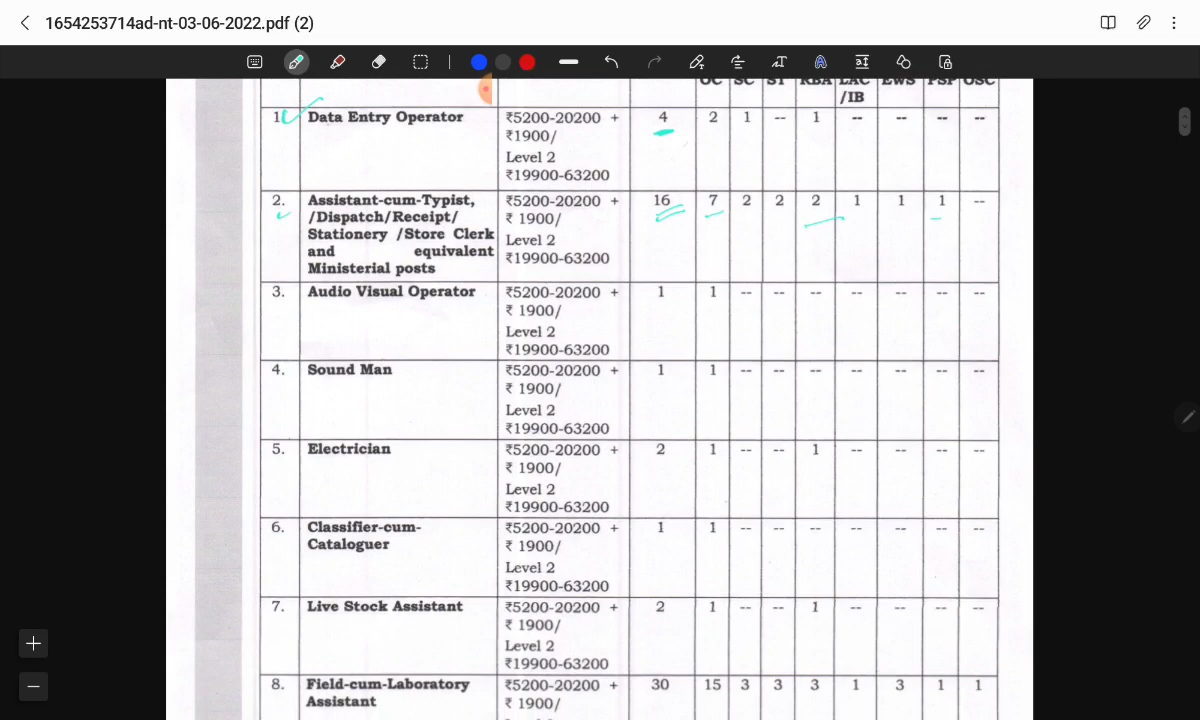 1654253714ad-nt-03-06-2022.pdf (2)
OC SC ST RBA LAC EWS PSP OSC
/IB
1 Data Entry Operator ₹5200-20200 + 4 2 1 -- 1 -- -- -- --
₹1900/
Level 2
₹19900-63200
2. Assistant-cum-Typist, ₹5200-20200 + 16 7 2 2 2 1 1 1 --
/Dispatch/Receipt/ ₹ 1900/
Stationery /Store Clerk Level 2
and equivalent ₹19900-63200
Ministerial posts
3. Audio Visual Operator ₹5200-20200 + 1 1 -- -- -- -- -- -- --
₹ 1900/
Level 2
₹19900-63200
4. Sound Man ₹5200-20200 + 1 1 -- -- -- -- -- -- --
₹ 1900/
Level 2
₹19900-63200
5. Electrician ₹5200-20200 + 2 1 -- -- 1 -- -- -- --
₹ 1900/
Level 2
₹19900-63200
6. Classifier-cum- ₹5200-20200 + 1 1 -- -- -- -- -- -- --
Cataloguer ₹ 1900/
Level 2
₹19900-63200
7. Live Stock Assistant ₹5200-20200 + 2 1 -- -- 1 -- -- -- --
₹ 1900/
Level 2
₹19900-63200
8. Field-cum-Laboratory ₹5200-20200 + 30 15 3 3 3 1 3 1 1
Assistant ₹ 1900/